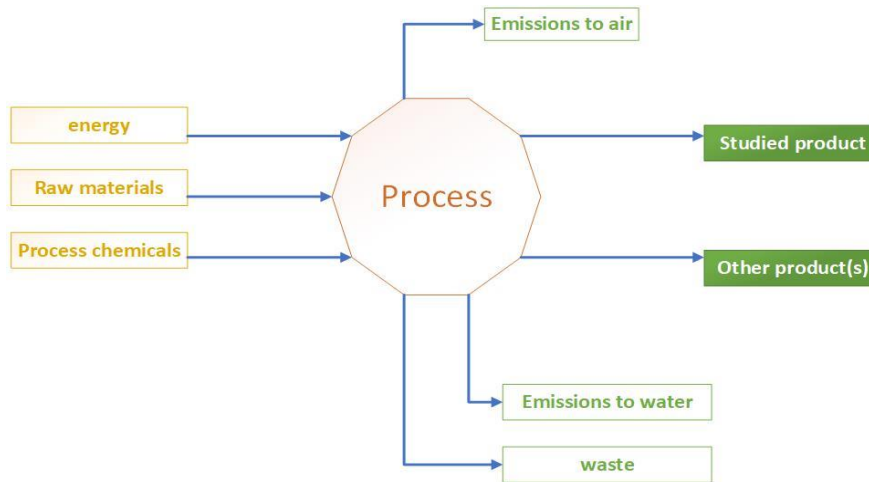 Emissions to air
energy
Studied product
Raw materials
Process
Process chemicals
Other product(s)
Emissions to water
waste